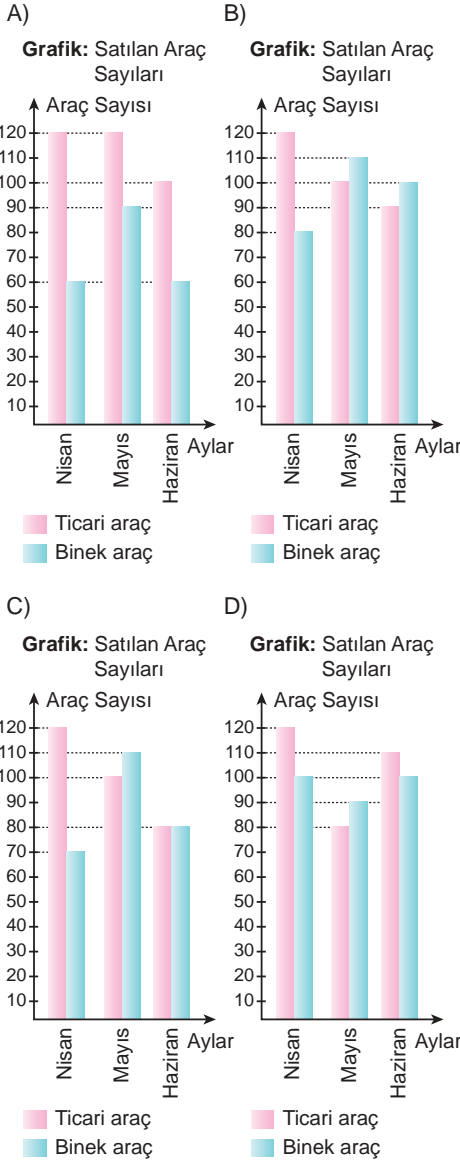 A)
Grafik: Satılan Araç
Sayıları
Araç Sayısı
120
110
100
90
80
70
60
50
40
30
20
10
Nisan
Mayıs
Haziran
Aylar
Ticari araç
Binek araç
B)
Grafik: Satılan Araç
Sayıları
Araç Sayısı
120
110
100
90
80
70
60
50
40
30
20
10
Nisan
Mayıs
Haziran
Aylar
Ticari araç
Binek araç
C)
Grafik: Satılan Araç
Sayıları
Araç Sayısı
120
110
100
90
80
70
60
50
40
30
20
10
Nisan
Mayıs
Haziran
Aylar
Ticari araç
Binek araç
D)
Grafik: Satılan Araç
Sayıları
Araç Sayısı
120
110
100
90
80
70
60
50
40
30
20
10
Nisan
Mayıs
Haziran
Aylar
Ticari araç
Binek araç